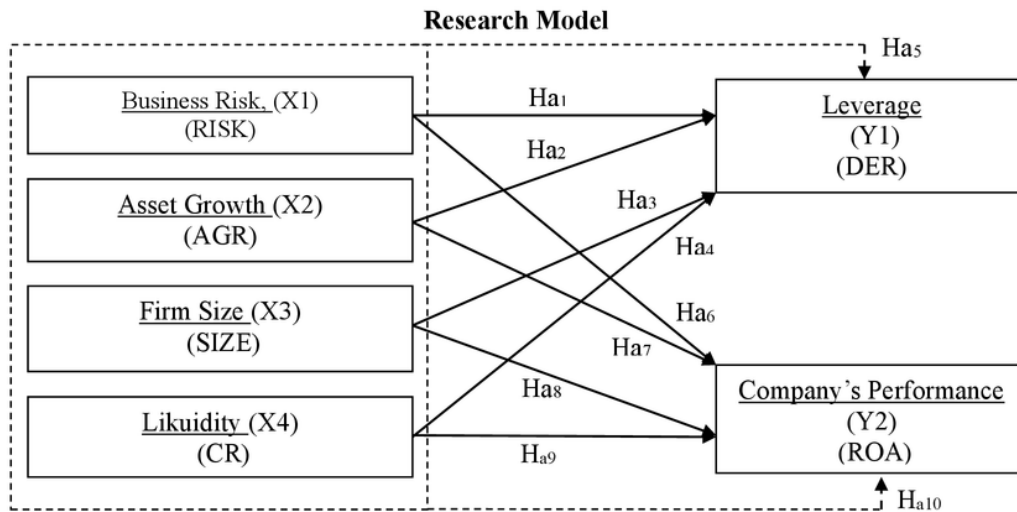 Research Model
Business Risk, (X1)
(RISK)
Asset Growth (X2)
(AGR)
Firm Size (X3)
(SIZE)
Likuidity (X4)
(CR)
Ha1
Ha2
Ha3
Ha4
Ha5
Ha6
Ha7
Ha8
Ha9
Ha10
Leverage
(Y1)
(DER)
Company's Performance
(Y2)
(ROA)